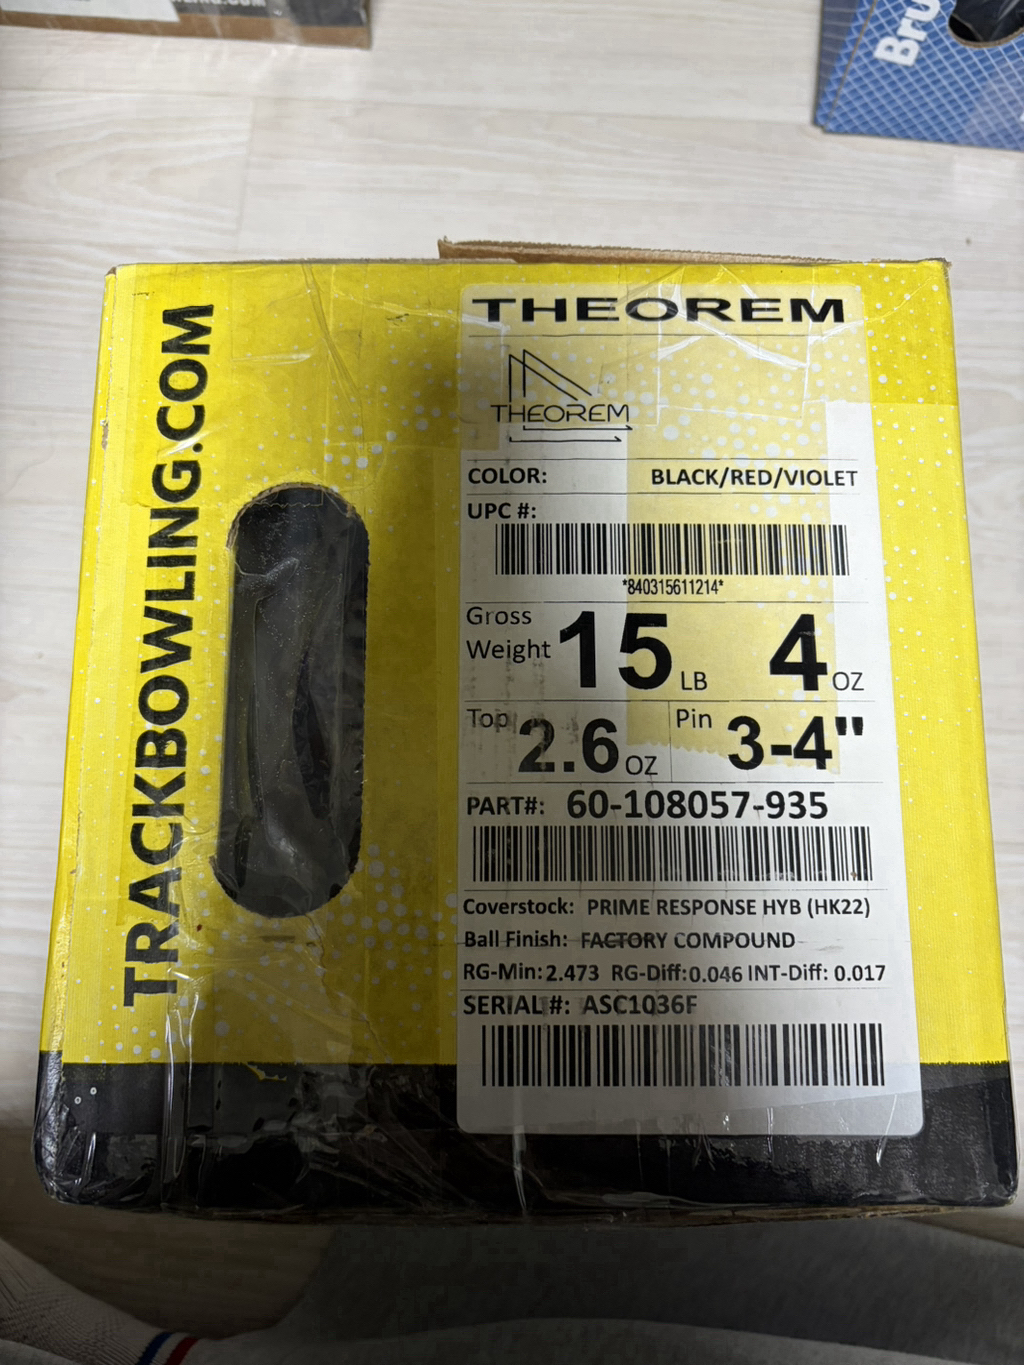 Bru
TRACKBOWLING.COM
THEOREM
THEOREM
COLOR: BLACK/RED/VIOLET
UPC #:
*840315611214*
Gross Weight 15 LB 4 OZ
Top 2.6 OZ Pin 3-4"
PART#: 60-108057-935
Coverstock: PRIME RESPONSE HYB (HK22)
Ball Finish: FACTORY COMPOUND
RG-Min: 2.473 RG-Diff: 0.046 INT-Diff: 0.017
SERIAL #: ASC1036F